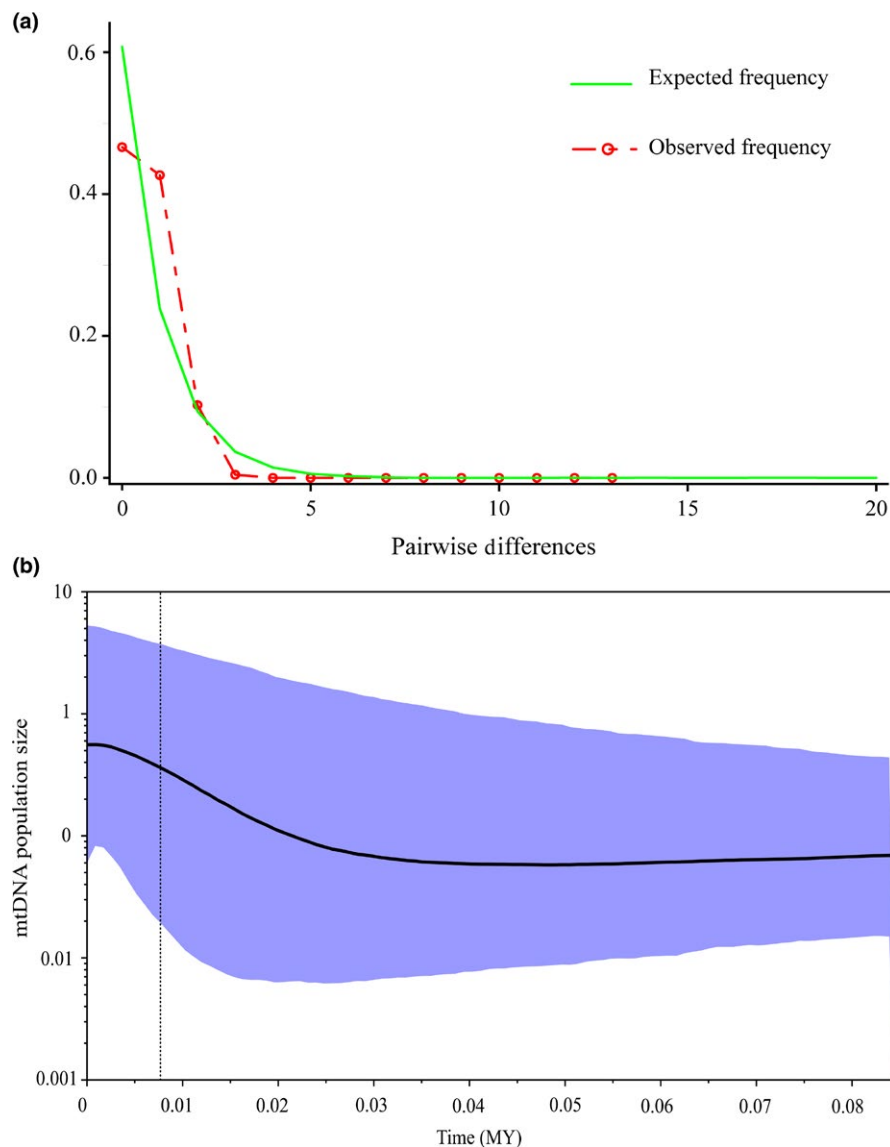 (a)
0.6
0.4
0.2
0.0
Expected frequency
Observed frequency
0 5 10 15 20
Pairwise differences
(b)
10
1
0
0.01
0.001
mtDNA population size
0 0.01 0.02 0.03 0.04 0.05 0.06 0.07 0.08
Time (MY)